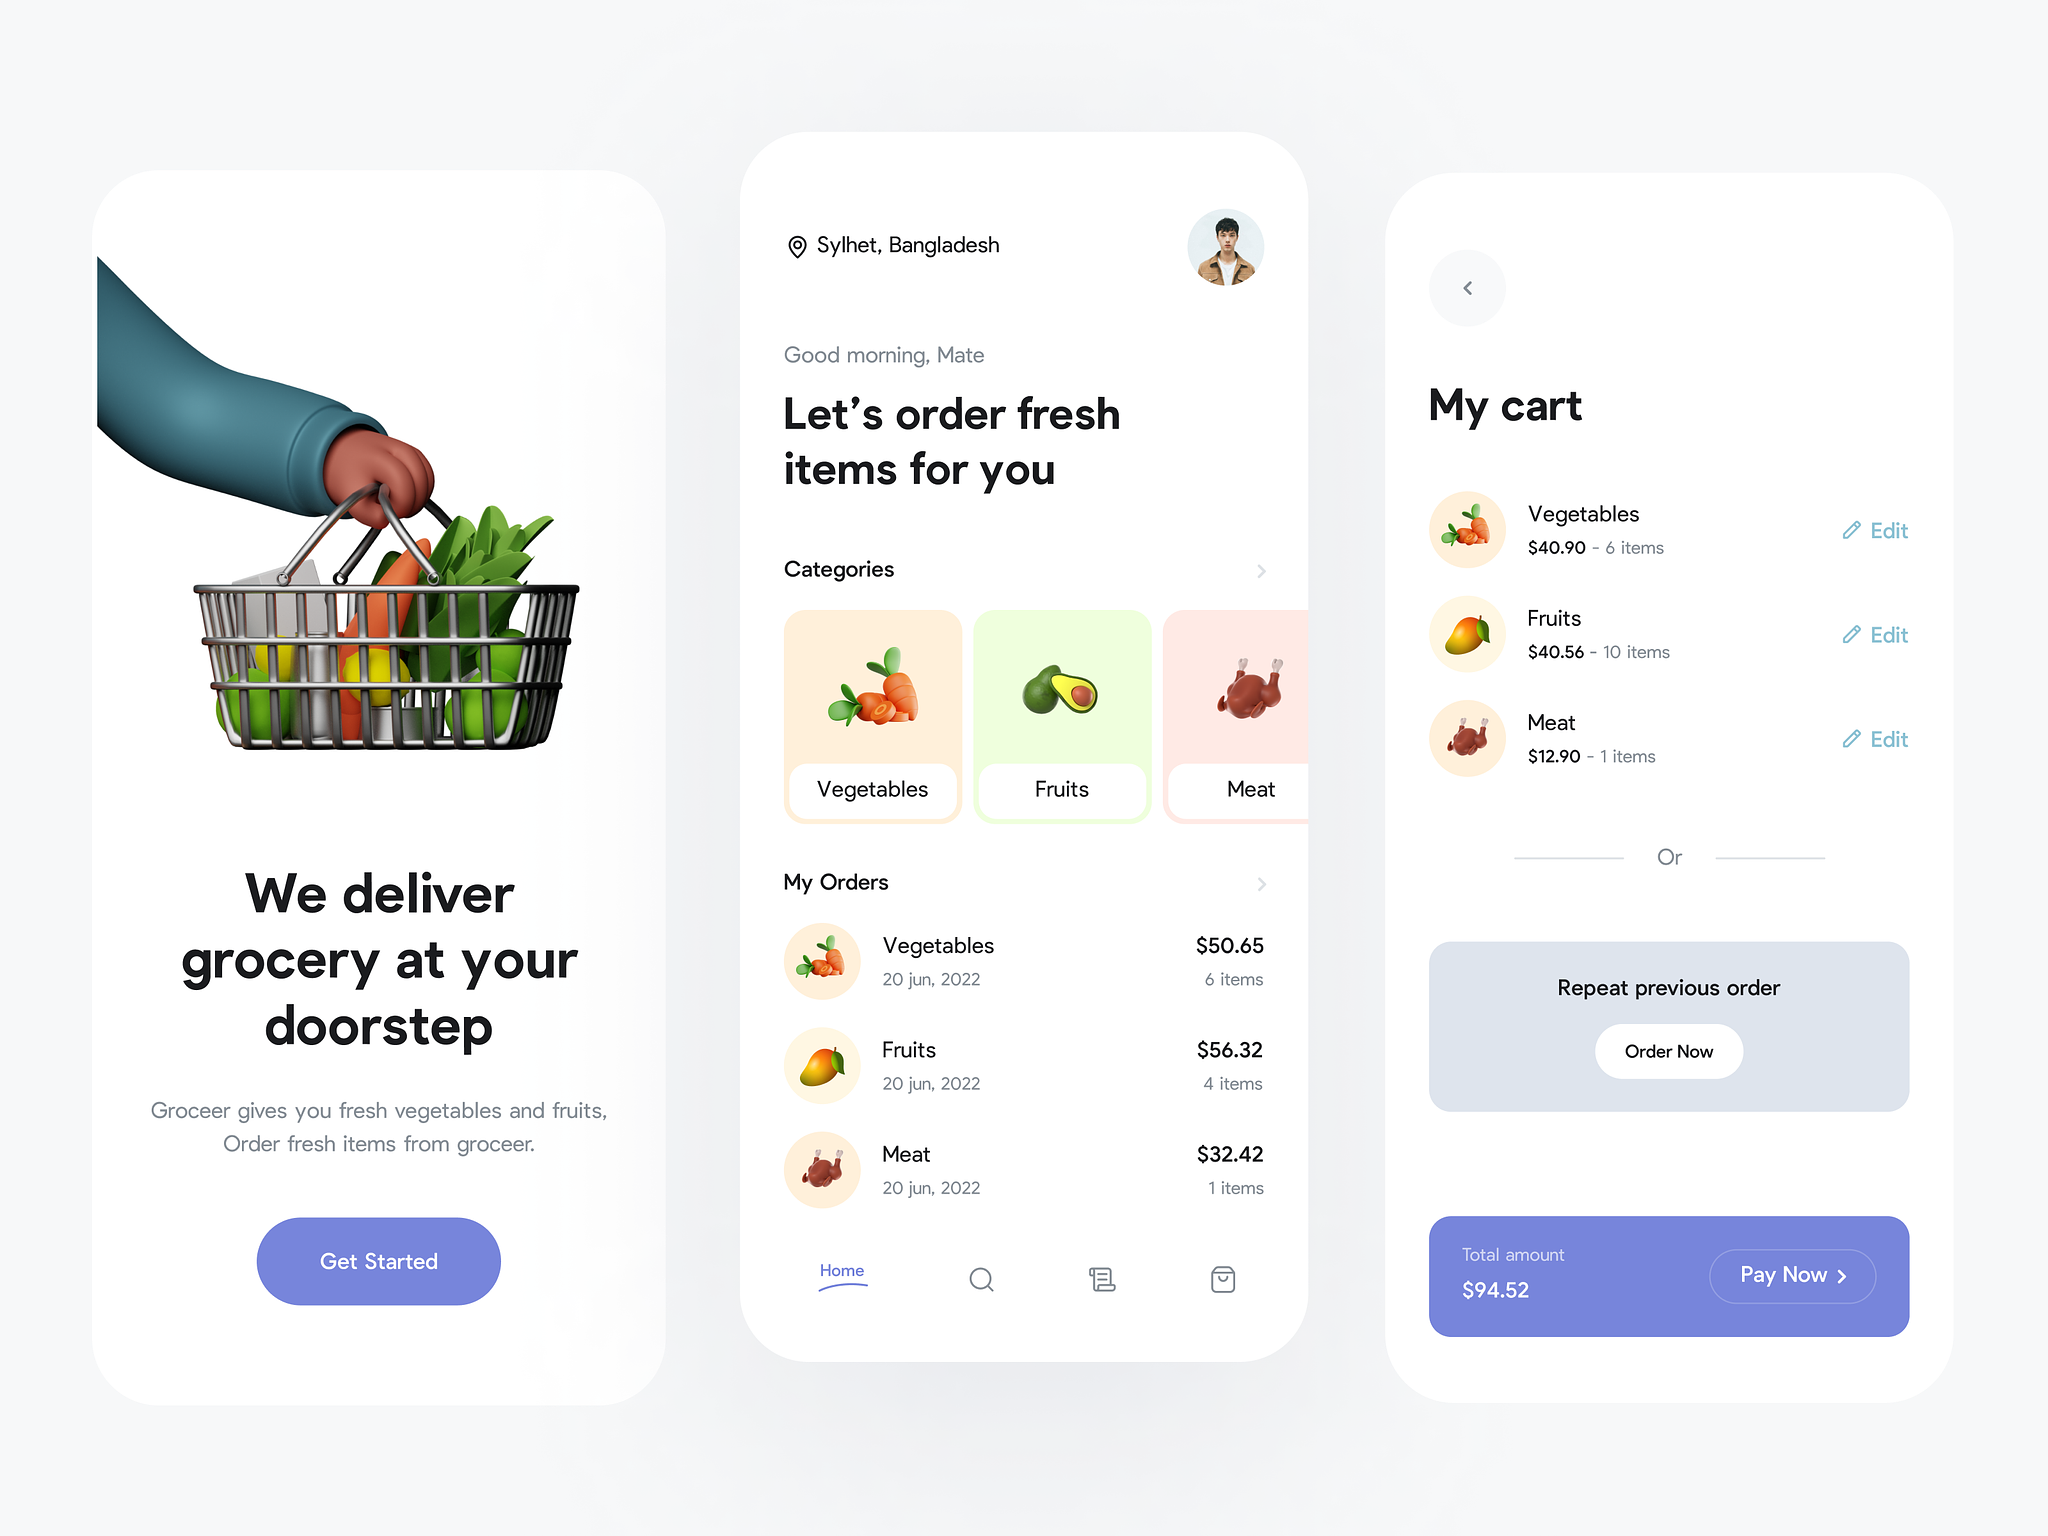 We deliver
grocery at your
doorstep
Groceer gives you fresh vegetables and fruits,
Order fresh items from groceer.
Get Started
Sylhet, Bangladesh
Good morning, Mate
Let’s order fresh
items for you
Categories
Vegetables
Fruits
Meat
My Orders
Vegetables
$50.65
20 jun, 2022
6 items
Fruits
$56.32
20 jun, 2022
4 items
Meat
$32.42
20 jun, 2022
1 items
Home
My cart
Vegetables
$40.90 - 6 items
Edit
Fruits
$40.56 - 10 items
Edit
Meat
$12.90 - 1 items
Edit
Or
Repeat previous order
Order Now
Total amount
$94.52
Pay Now